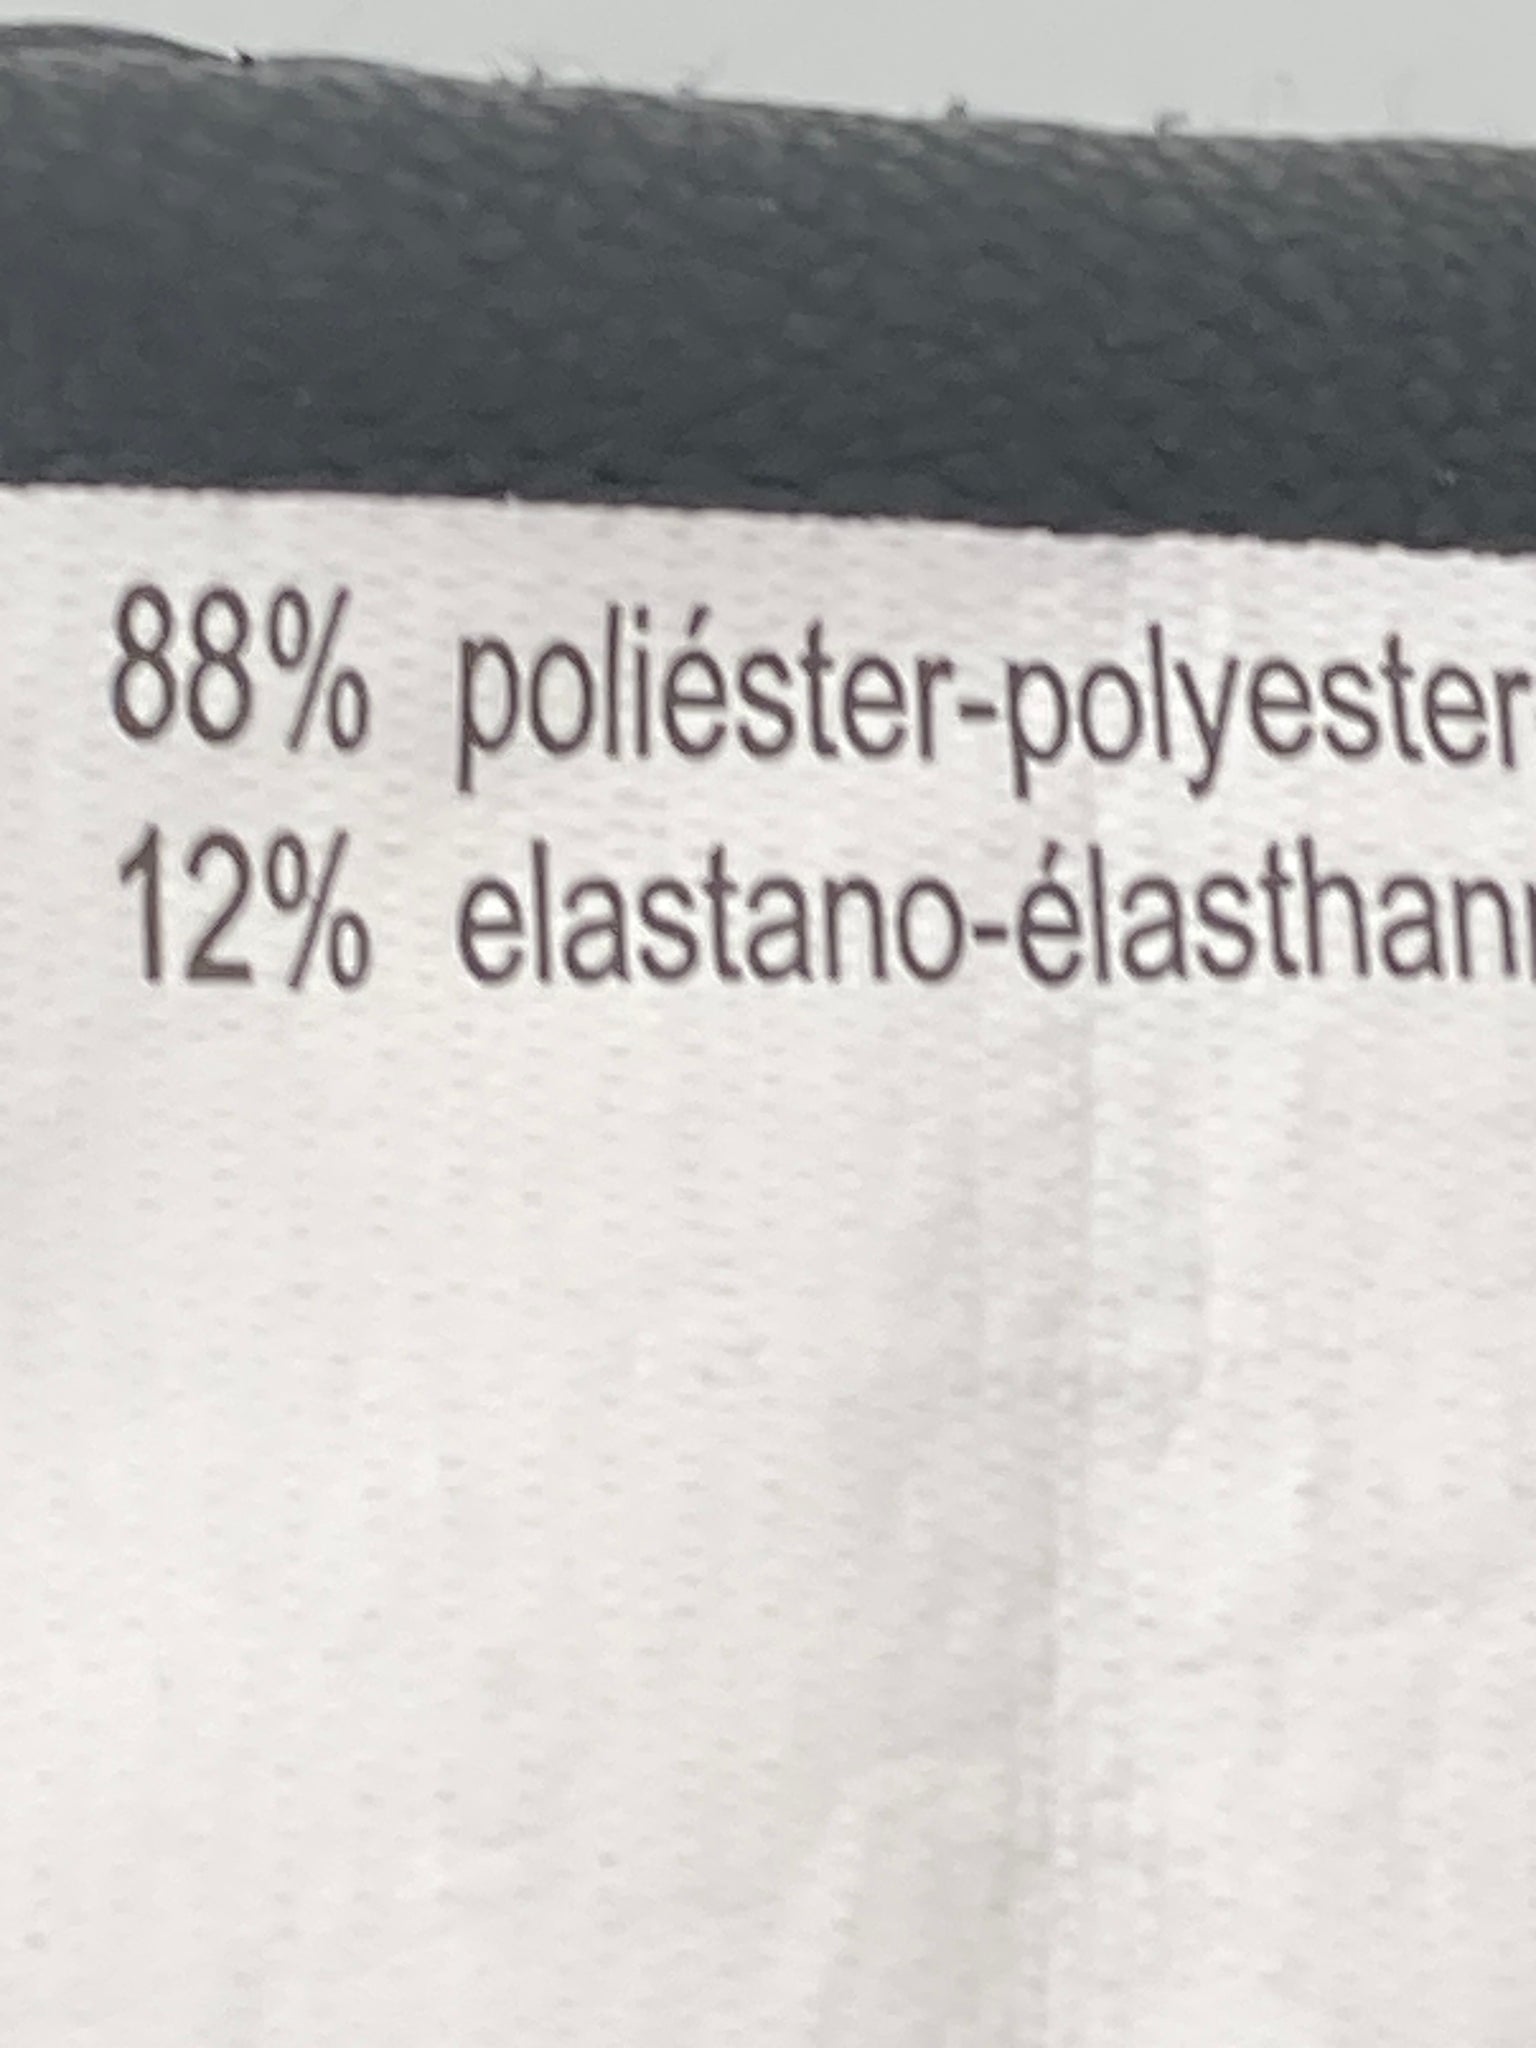 88% poliéster-polyester
12% elastano-élasthann